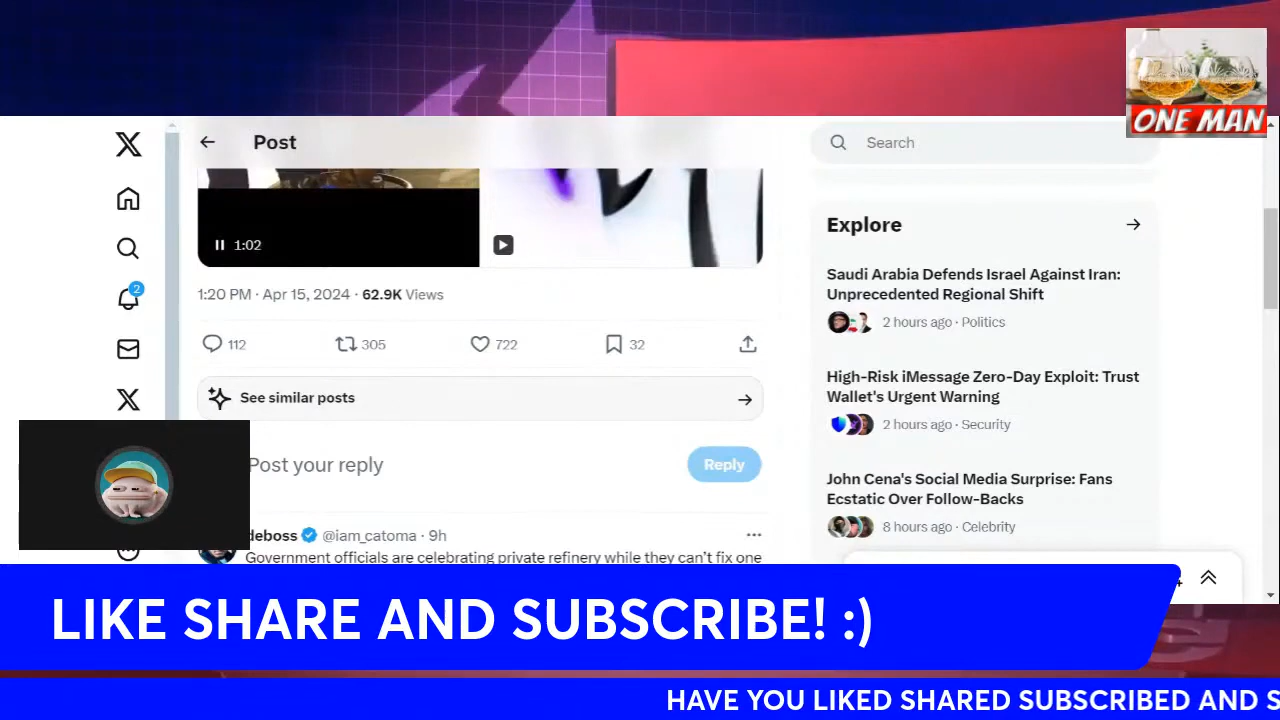 ONE MAN
Post
Search
1:02
Explore
Saudi Arabia Defends Israel Against Iran:
Unprecedented Regional Shift
2 hours ago · Politics
1:20 PM · Apr 15, 2024 · 62.9K Views
112 305 722 32
High-Risk iMessage Zero-Day Exploit: Trust
Wallet's Urgent Warning
2 hours ago · Security
See similar posts
Post your reply
Reply
John Cena's Social Media Surprise: Fans
Ecstatic Over Follow-Backs
8 hours ago · Celebrity
2
deboss @iam_catoma · 9h
Government officials are celebrating private refinery while they can't fix one
LIKE SHARE AND SUBSCRIBE! :)
HAVE YOU LIKED SHARED SUBSCRIBED AND S